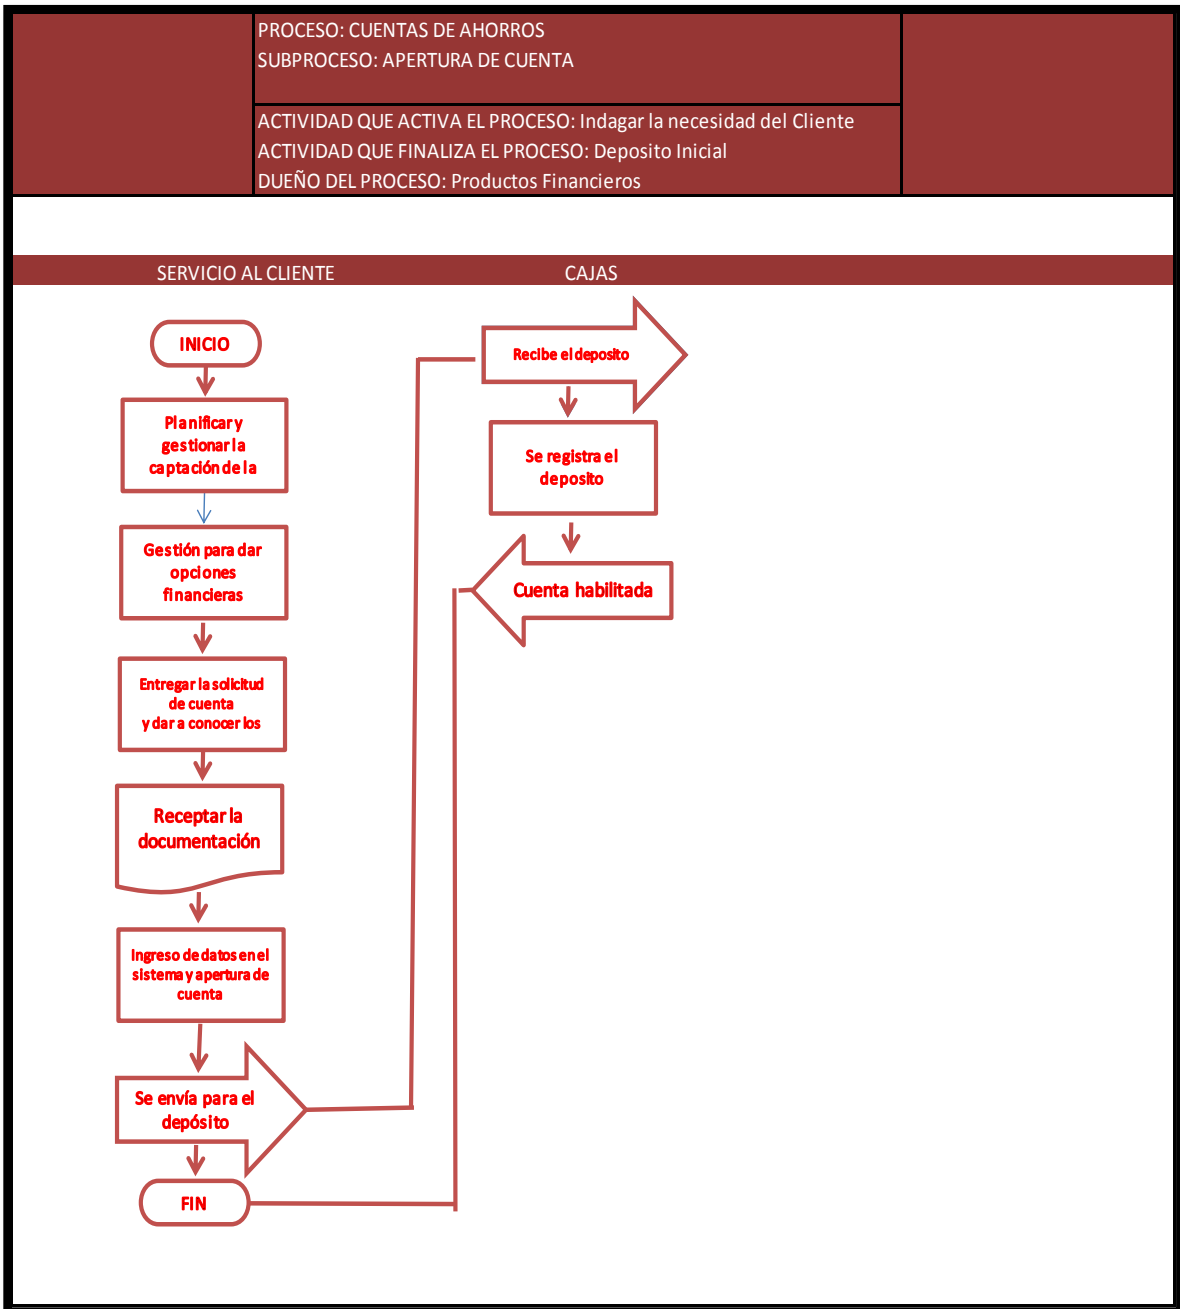 PROCESO: CUENTAS DE AHORROS
SUBPROCESO: APERTURA DE CUENTA
ACTIVIDAD QUE ACTIVA EL PROCESO: Indagar la necesidad del Cliente
ACTIVIDAD QUE FINALIZA EL PROCESO: Deposito Inicial
DUEÑO DEL PROCESO: Productos Financieros
SERVICIO AL CLIENTE
CAJAS
INICIO
Planificar y
gestionar la
captación de la
Gestión para dar
opciones
financieras
Entregar la solicitud
de cuenta
y dar a conocer los
Receptar la
documentación
Ingreso de datos en el
sistema y apertura de
cuenta
Se envía para el
depósito
FIN
Recibe el deposito
Se registra el
deposito
Cuenta habilitada